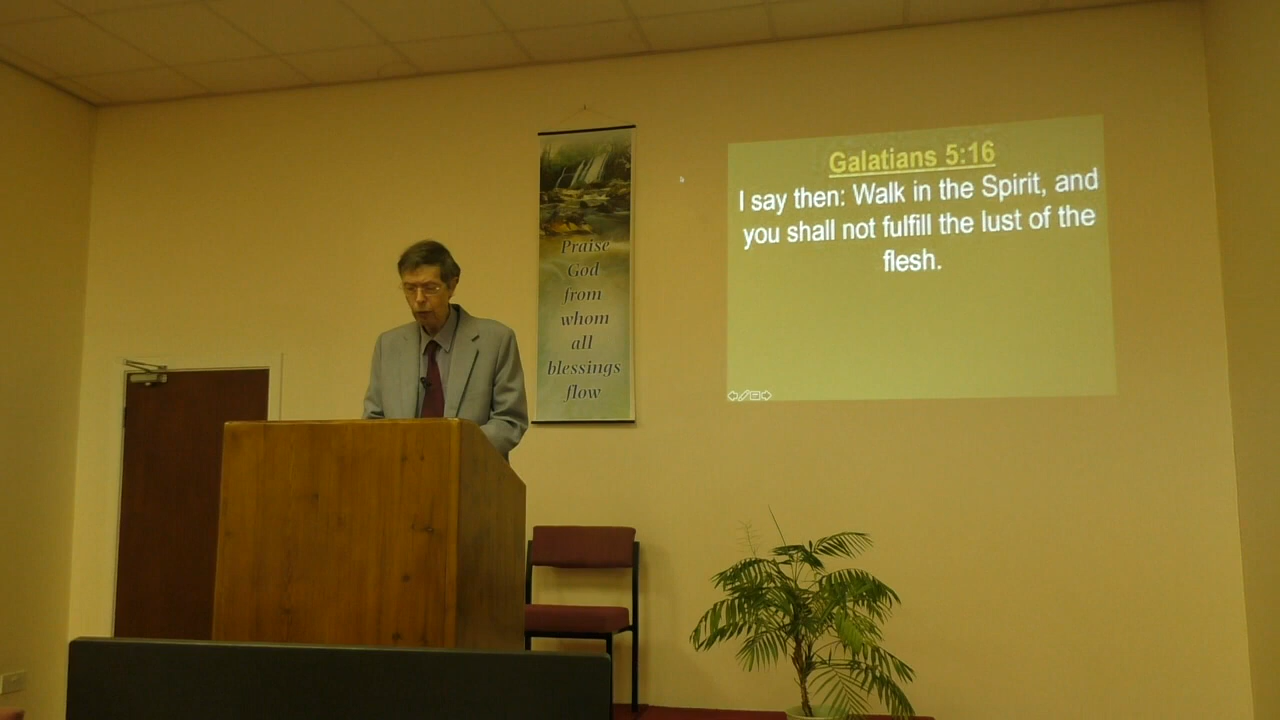 Praise
God
from
whom
all
blessings
flow
Galatians 5:16
I say then: Walk in the Spirit, and
you shall not fulfill the lust of the
flesh.